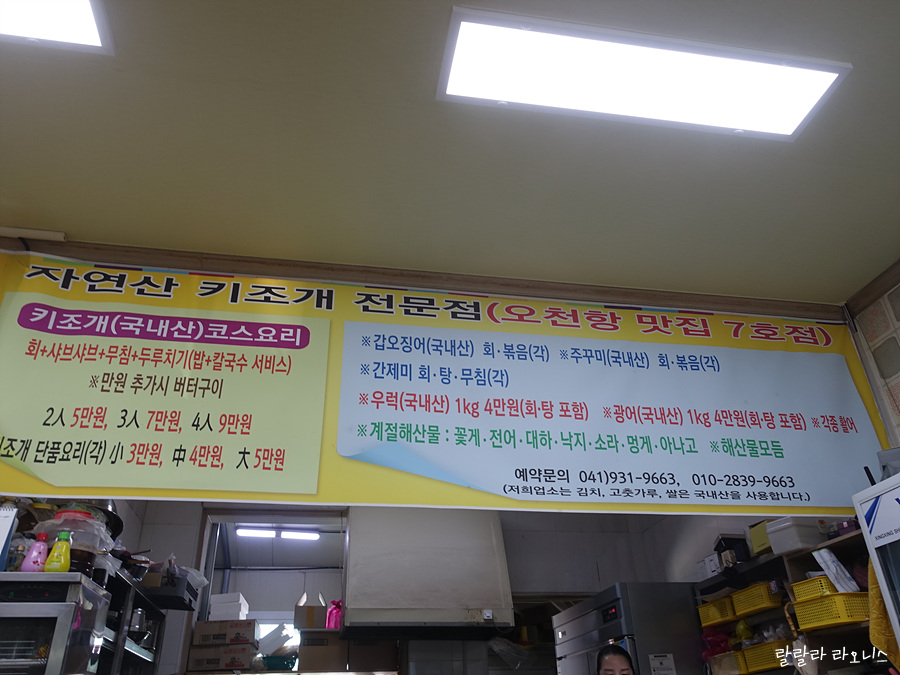 자연산 키조개 전문점(오천항 맛집 7호점)
키조개(국내산)코스요리
회+샤브샤브+무침+두루치기(밥+칼국수 서비스)
※만원 추가시 버터구이
2人 5만원, 3人 7만원, 4人 9만원
키조개 단품요리(각) 小 3만원, 中 4만원, 大 5만원
※갑오징어(국내산) 회·볶음(각) ※주꾸미(국내산) 회·볶음(각)
※간제미 회·탕·무침(각)
※우럭(국내산) 1kg 4만원(회·탕 포함) ※광어(국내산) 1kg 4만원(회·탕 포함) ※각종 활어
※계절해산물 : 꽃게·전어·대하·낙지·소라·멍게·아나고 ※해산물모듬
예약문의 041)931-9663, 010-2839-9663
(저희업소는 김치, 고춧가루, 쌀은 국내산을 사용합니다.)
랄랄라 라오니스